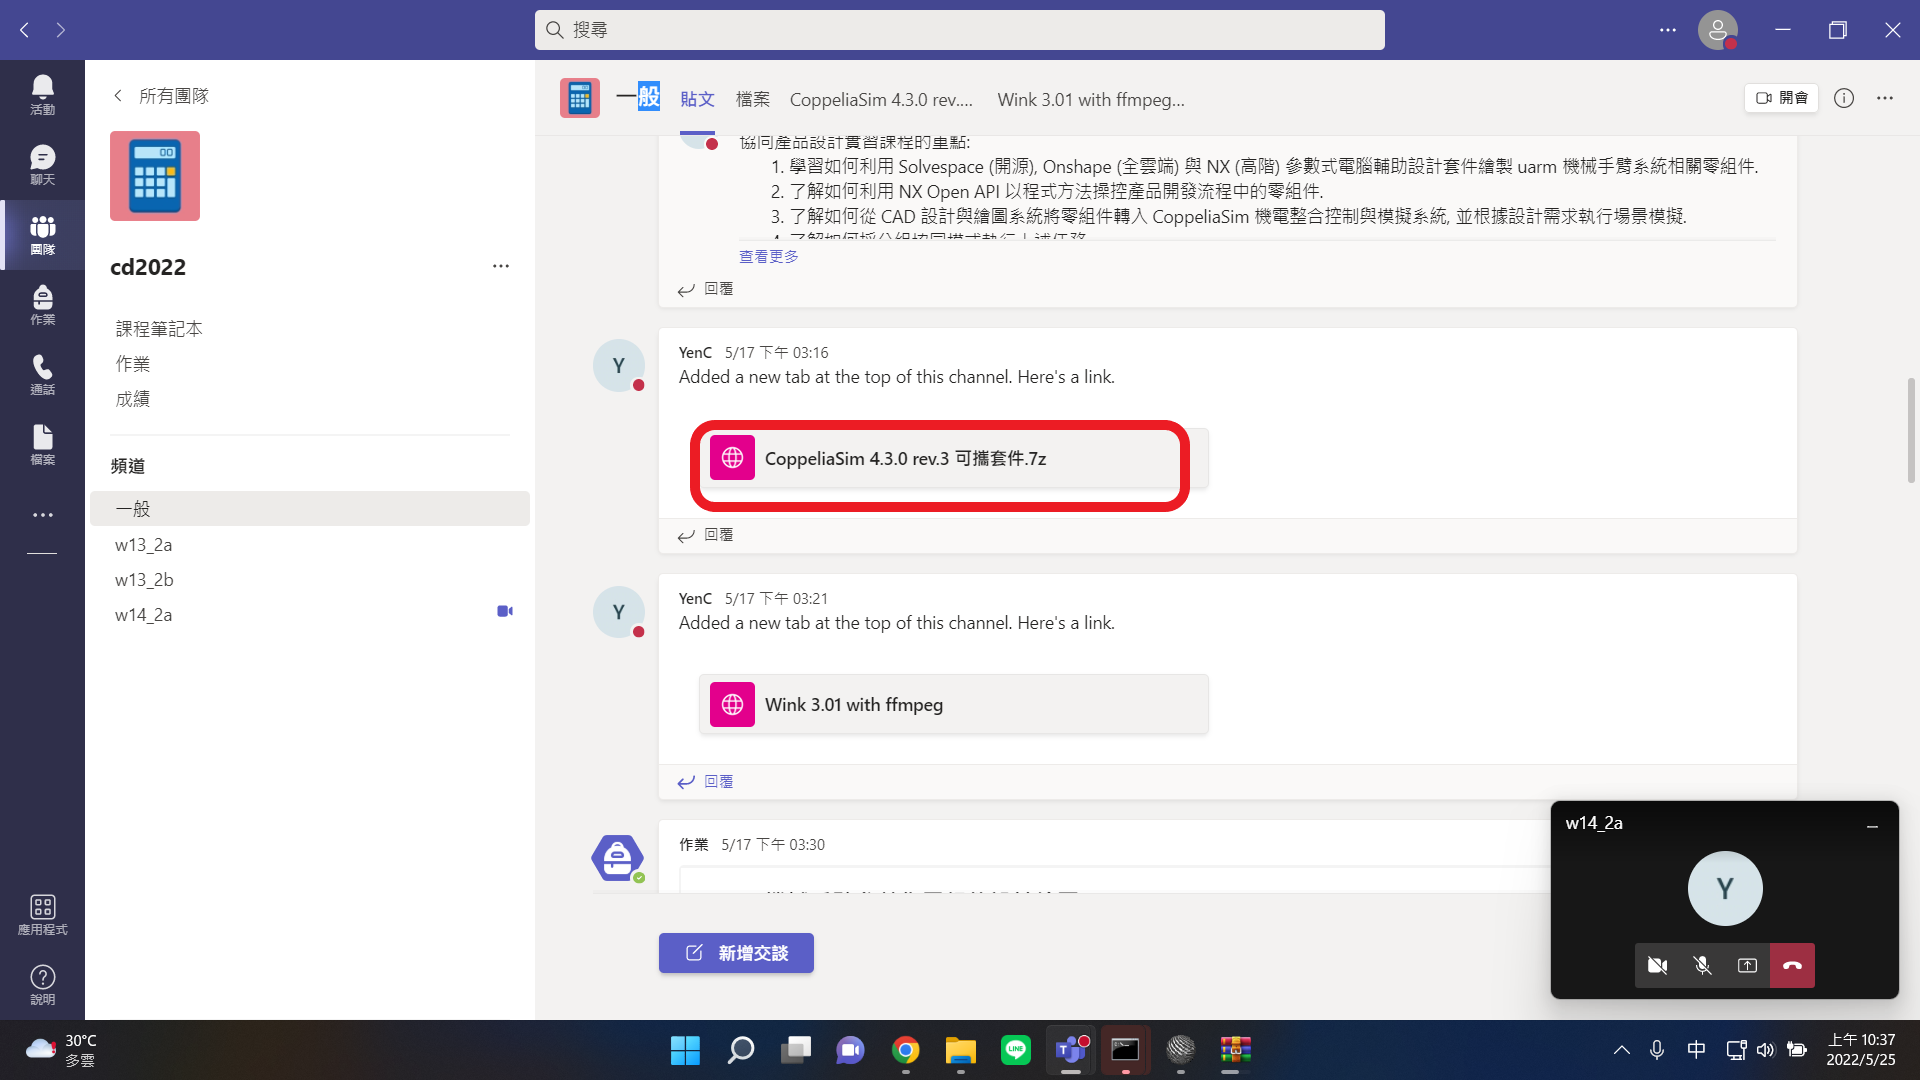 搜尋
活動
聊天
團隊
作業
通話
檔案
應用程式
說明
所有團隊
cd2022
課程筆記本
作業
成績
頻道
一般
w13_2a
w13_2b
w14_2a
一般
貼文
檔案
CoppeliaSim 4.3.0 rev....
Wink 3.01 with ffmpeg...
開會
協同產品設計實習課程的重點:
1. 學習如何利用 Solvespace (開源), Onshape (全雲端) 與 NX (高階) 參數式電腦輔助設計套件繪製 uarm 機械手臂系統相關零組件.
2. 了解如何利用 NX Open API 以程式方法操控產品開發流程中的零組件.
3. 了解如何從 CAD 設計與繪圖系統將零組件轉入 CoppeliaSim 機電整合控制與模擬系統, 並根據設計需求執行場景模擬.
查看更多
回覆
Y
YenC 5/17 下午 03:16
Added a new tab at the top of this channel. Here's a link.
CoppeliaSim 4.3.0 rev.3 可攜套件.7z
回覆
Y
YenC 5/17 下午 03:21
Added a new tab at the top of this channel. Here's a link.
Wink 3.01 with ffmpeg
回覆
作業 5/17 下午 03:30
新增交談
w14_2a
Y
30°C
多雲
LINE
中
上午 10:37
2022/5/25